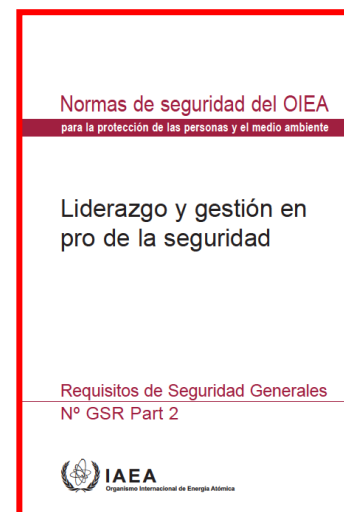 Normas de seguridad del OIEA
para la protección de las personas y el medio ambiente
Liderazgo y gestión en
pro de la seguridad
Requisitos de Seguridad Generales
Nº GSR Part 2
IAEA
Organismo Internacional de Energía Atómica